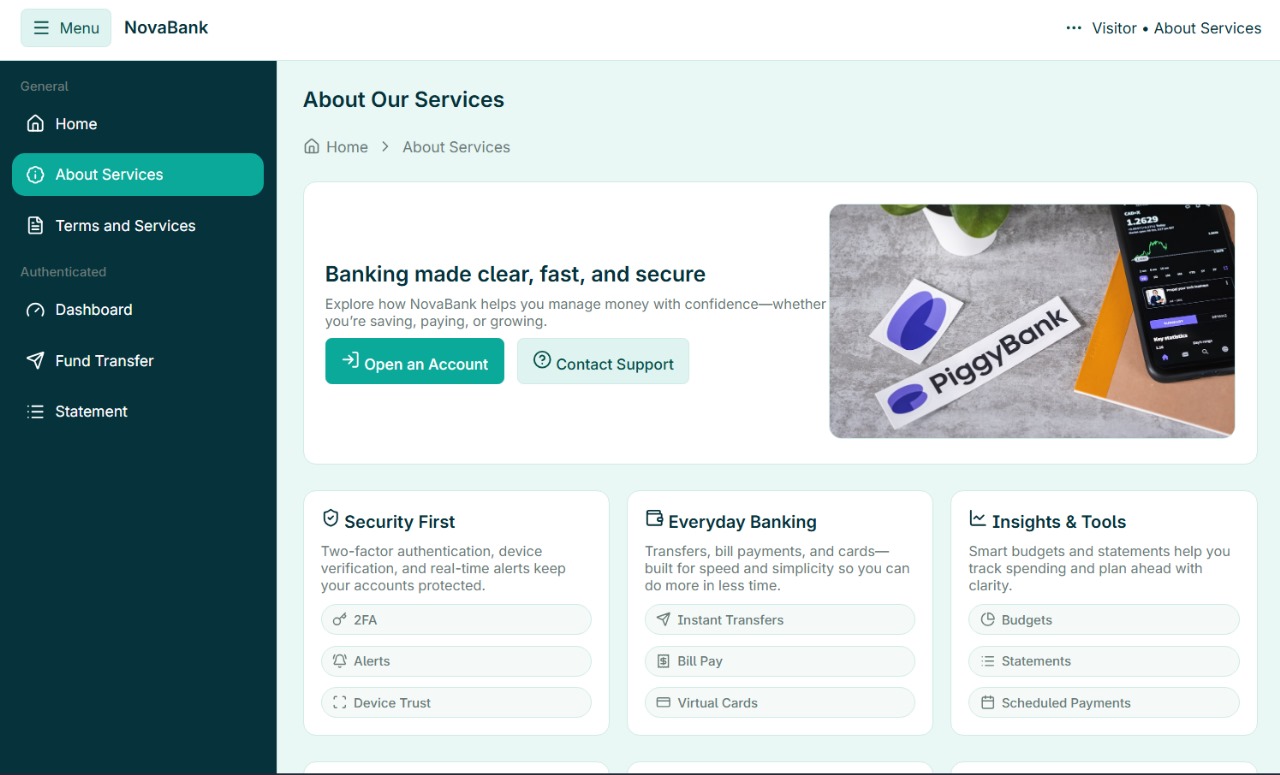 Menu
NovaBank
Visitor • About Services
General
Home
About Services
Terms and Services
Authenticated
Dashboard
Fund Transfer
Statement
About Our Services
Home
About Services
Banking made clear, fast, and secure
Explore how NovaBank helps you manage money with confidence—whether
you're saving, paying, or growing.
Open an Account
Contact Support
1.2629
Key statistics
PiggyBank
Security First
Two-factor authentication, device
verification, and real-time alerts keep
your accounts protected.
2FA
Alerts
Device Trust
Everyday Banking
Transfers, bill payments, and cards—
built for speed and simplicity so you can
do more in less time.
Instant Transfers
Bill Pay
Virtual Cards
Insights & Tools
Smart budgets and statements help you
track spending and plan ahead with
clarity.
Budgets
Statements
Scheduled Payments